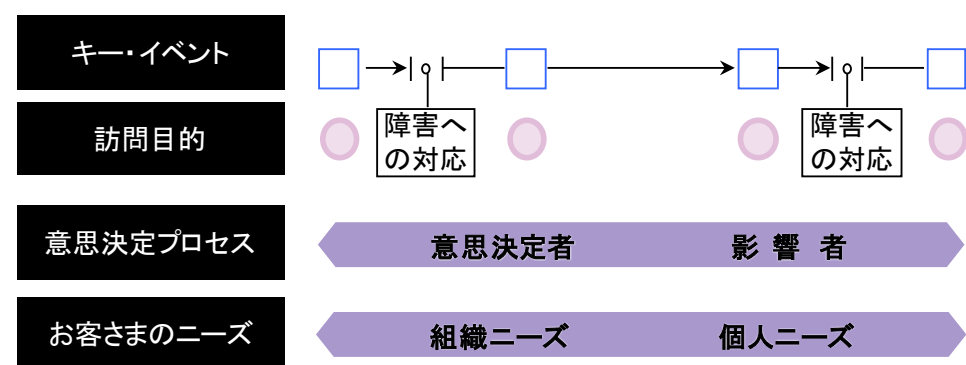 キー・イベント
訪問目的
障害へ
の対応
障害へ
の対応
意思決定プロセス
意思決定者
影 響 者
お客さまのニーズ
組織ニーズ
個人ニーズ